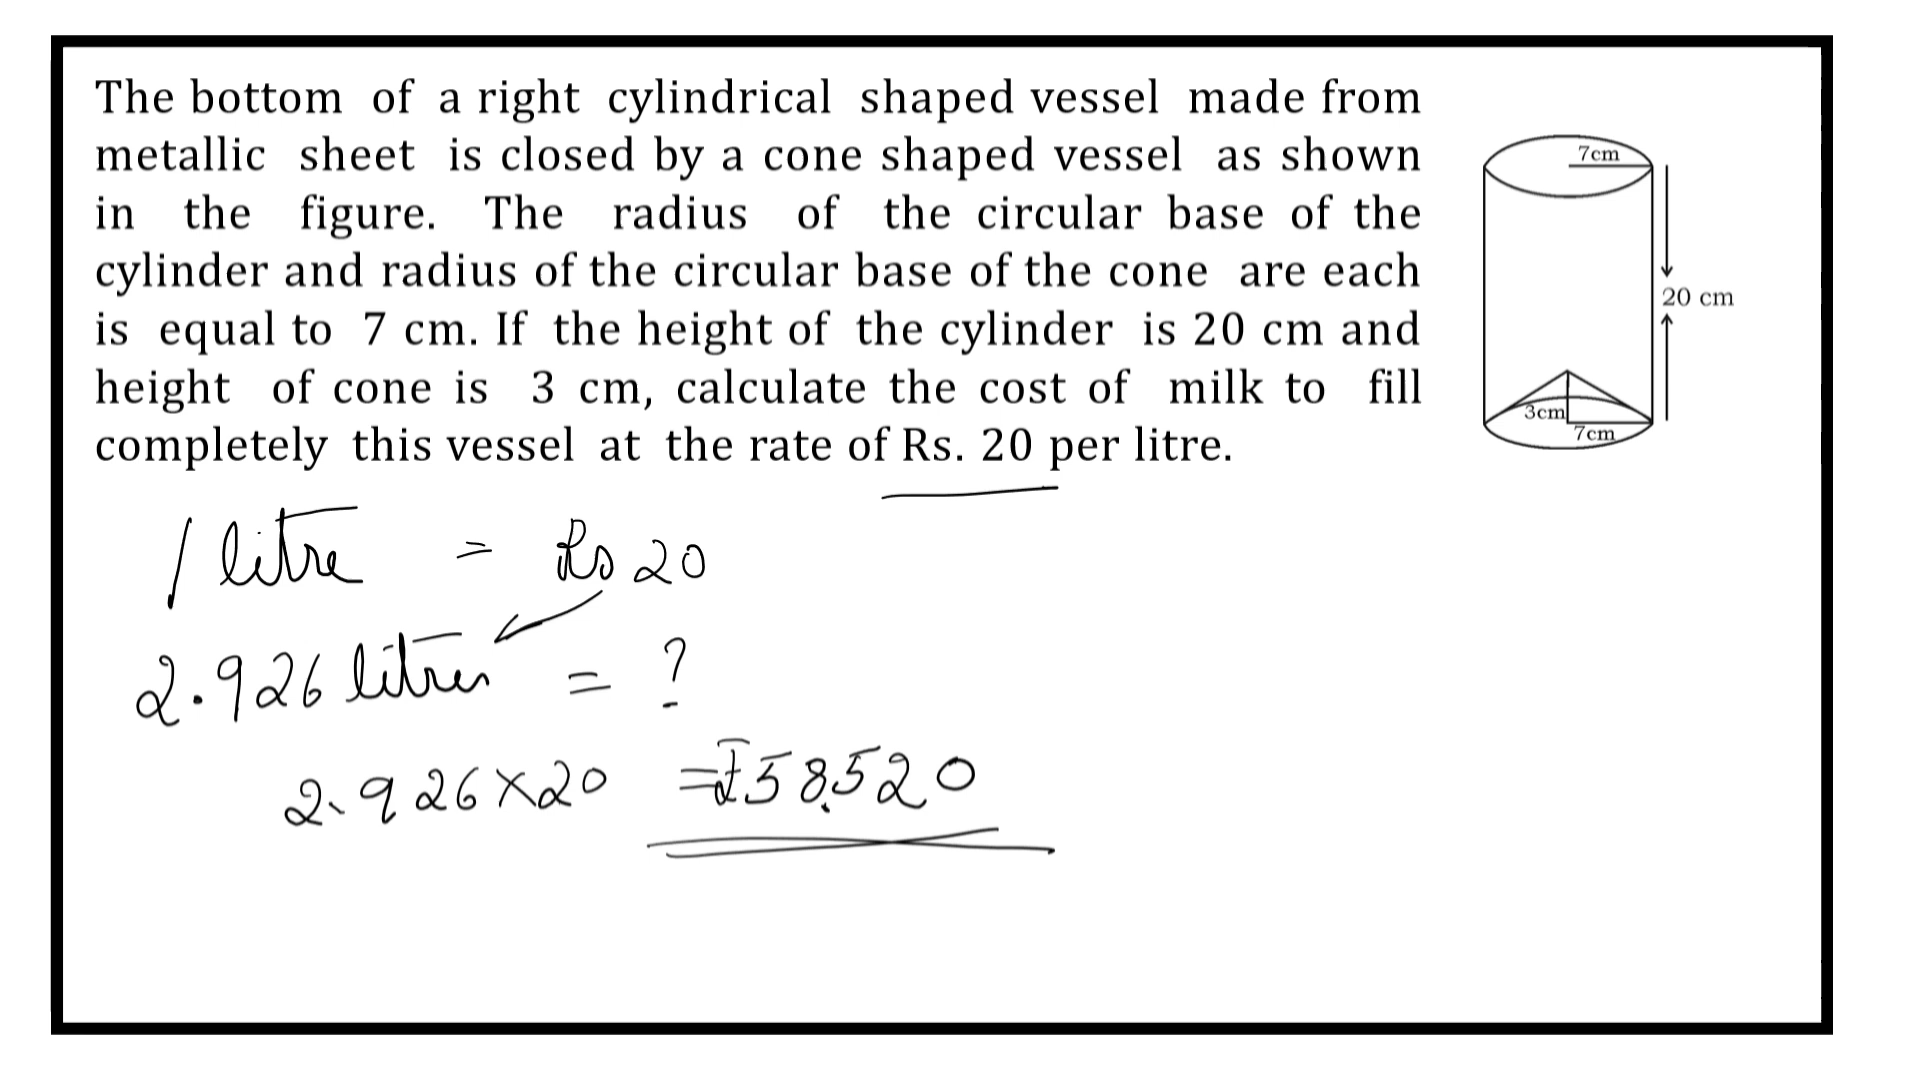 The bottom of a right cylindrical shaped vessel made from
metallic sheet is closed by a cone shaped vessel as shown
in the figure. The radius of the circular base of the
cylinder and radius of the circular base of the cone are each
is equal to 7 cm. If the height of the cylinder is 20 cm and
height of cone is 3 cm, calculate the cost of milk to fill
completely this vessel at the rate of Rs. 20 per litre.
7cm
20 cm
3cm
7cm
1 litre = Rs 20
2.926 litres = ?
2.926×20 = ₹58.520